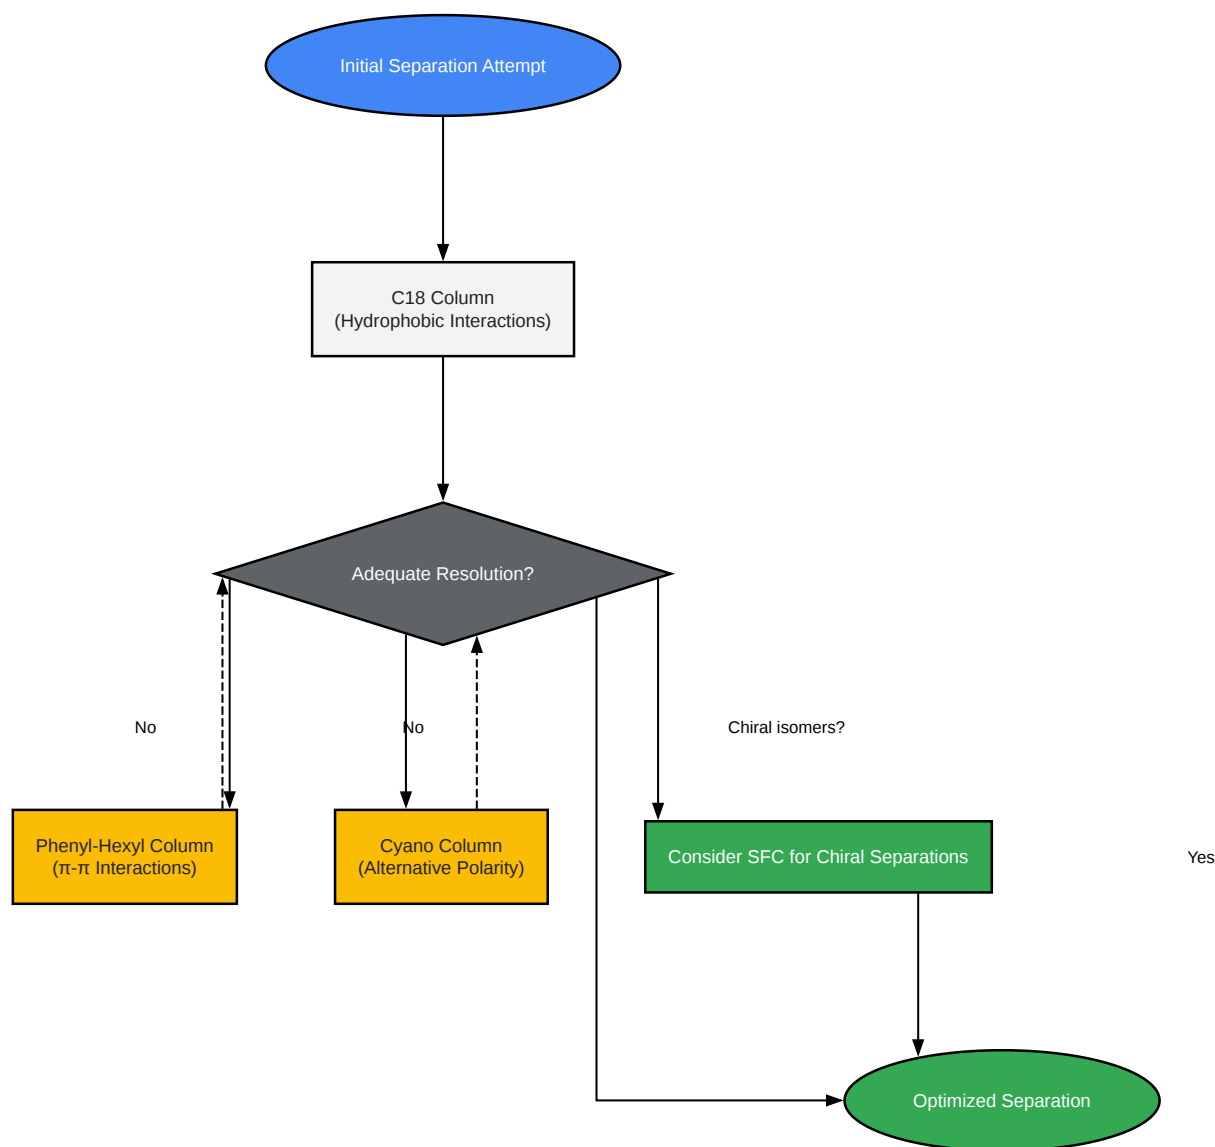 Initial Separation Attempt
C18 Column
(Hydrophobic Interactions)
Adequate Resolution?
No
No
Chiral isomers?
Phenyl-Hexyl Column
(π-π Interactions)
Cyano Column
(Alternative Polarity)
Consider SFC for Chiral Separations
Yes
Optimized Separation